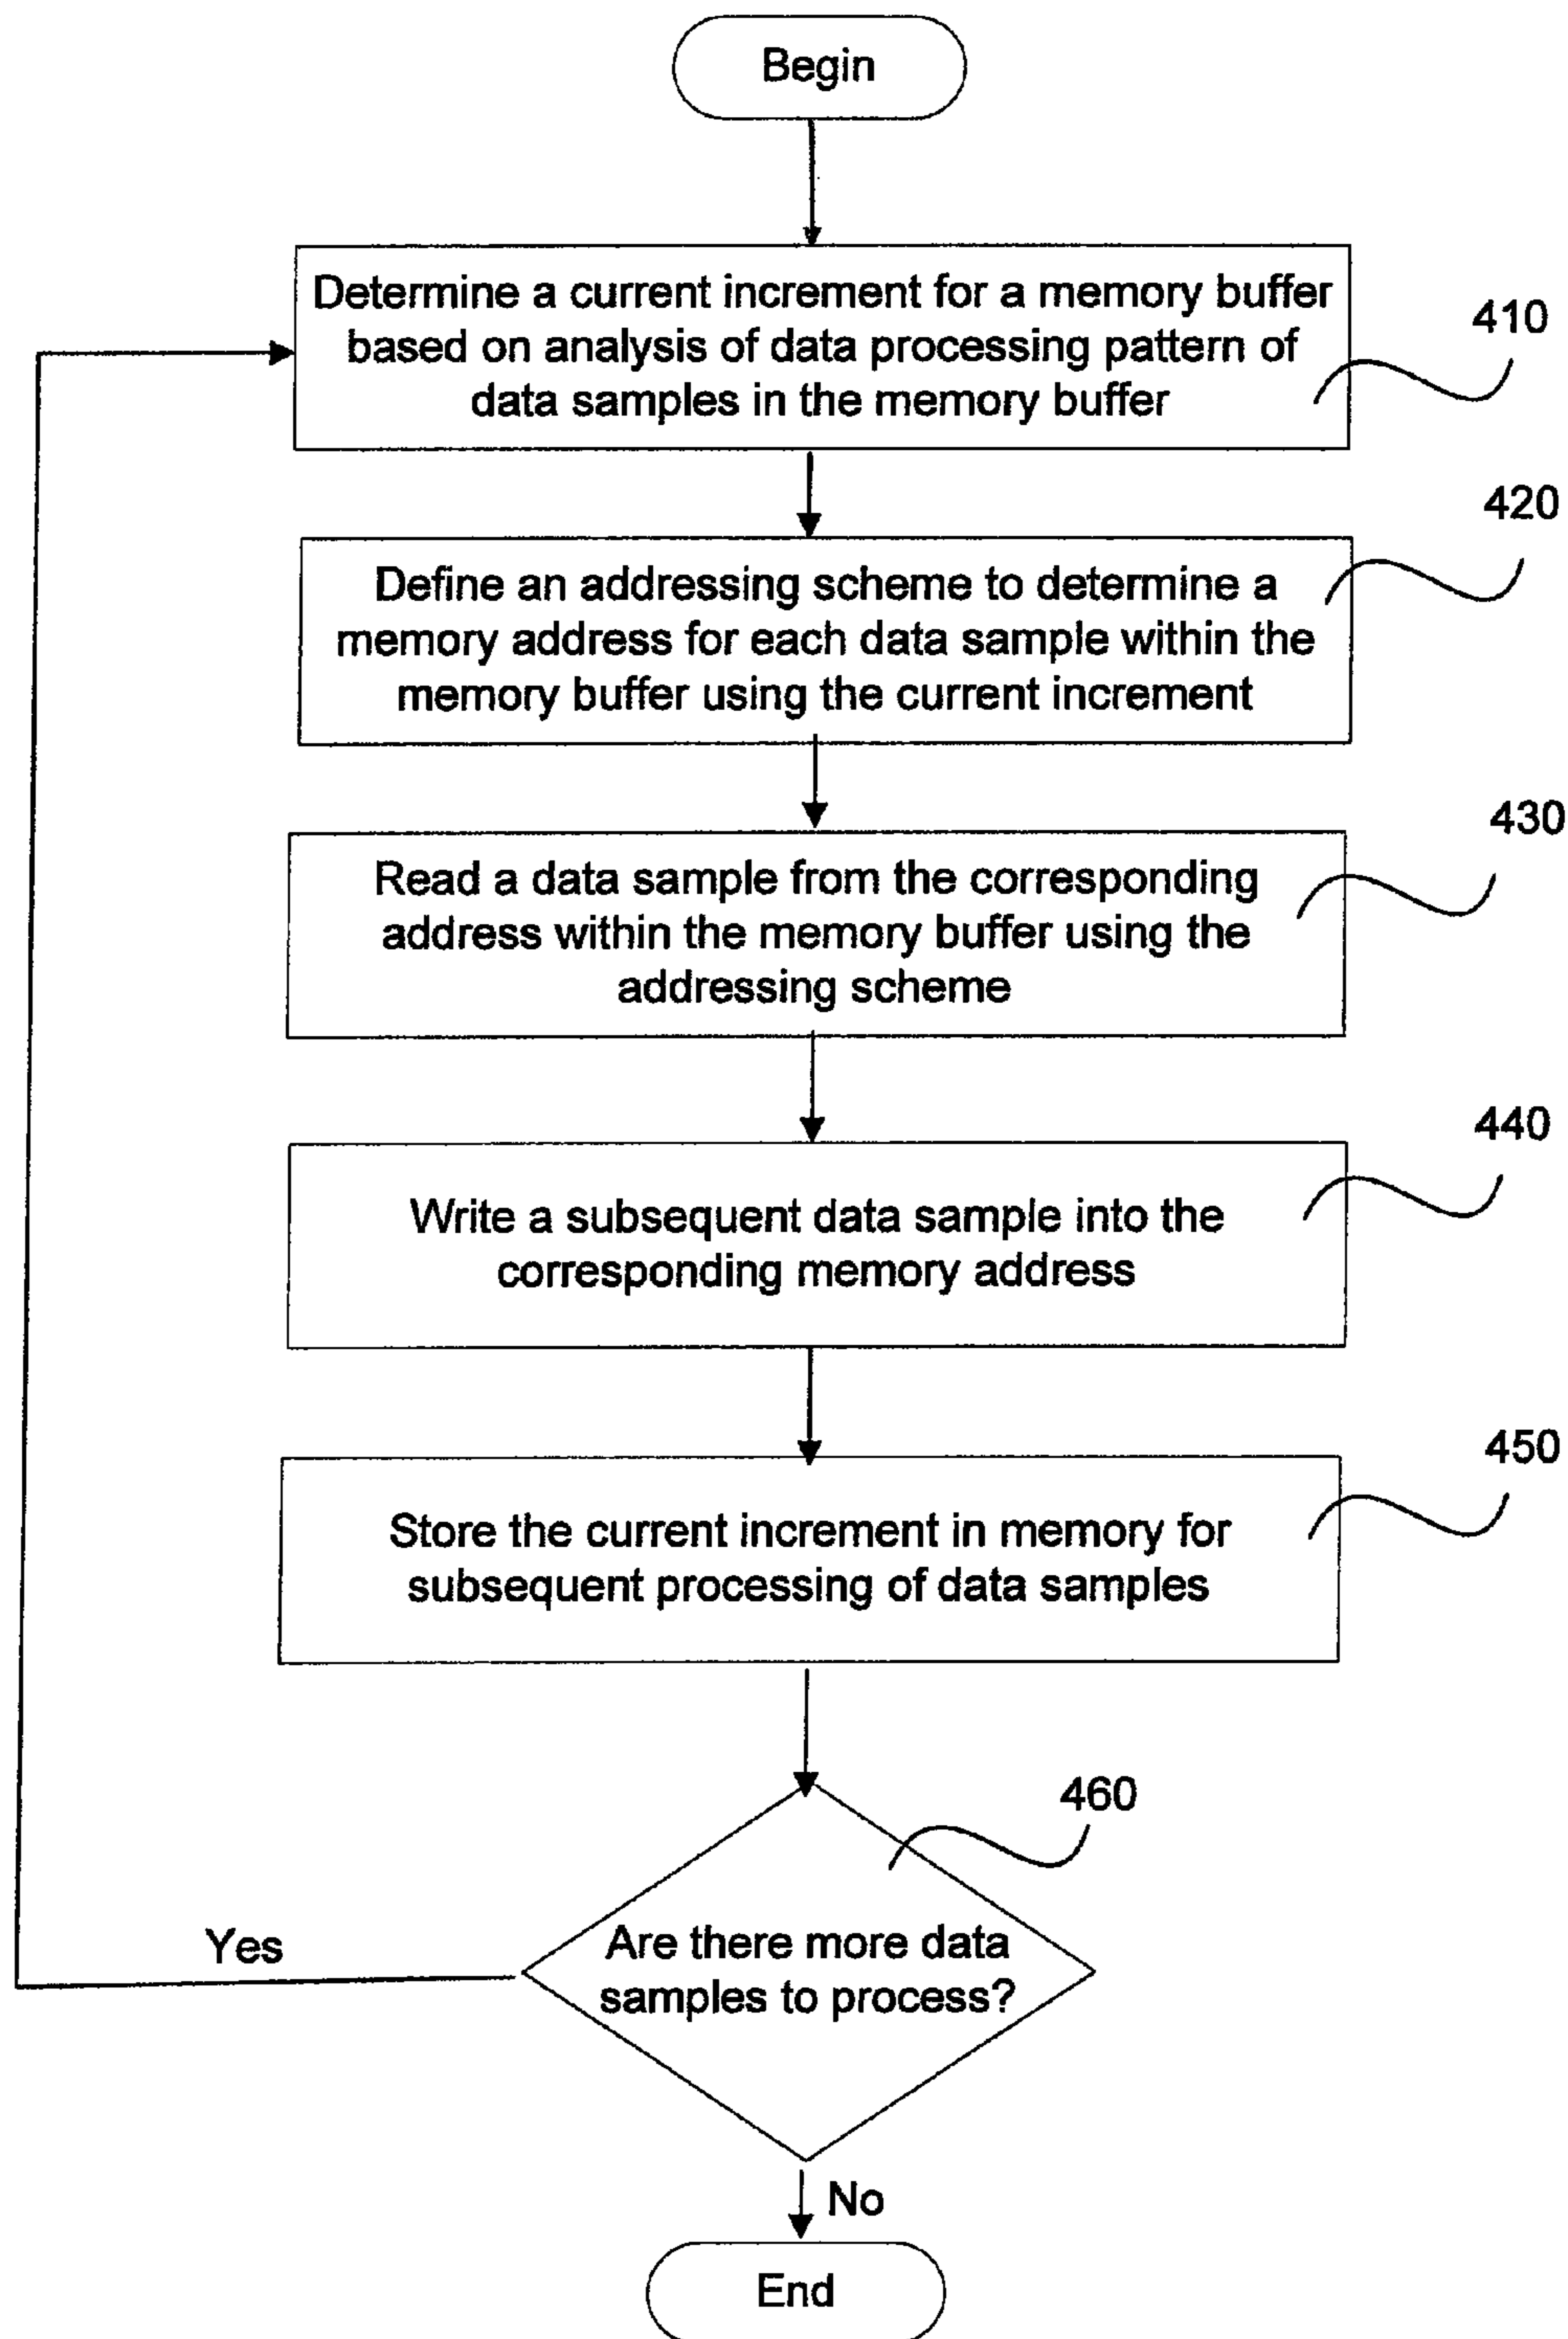 Begin
Determine a current increment for a memory buffer
based on analysis of data processing pattern of
data samples in the memory buffer
410
420
Define an addressing scheme to determine a
memory address for each data sample within the
memory buffer using the current increment
430
Read a data sample from the corresponding
address within the memory buffer using the
addressing scheme
440
Write a subsequent data sample into the
corresponding memory address
450
Store the current increment in memory for
subsequent processing of data samples
460
Are there more data
samples to process?
Yes
No
End